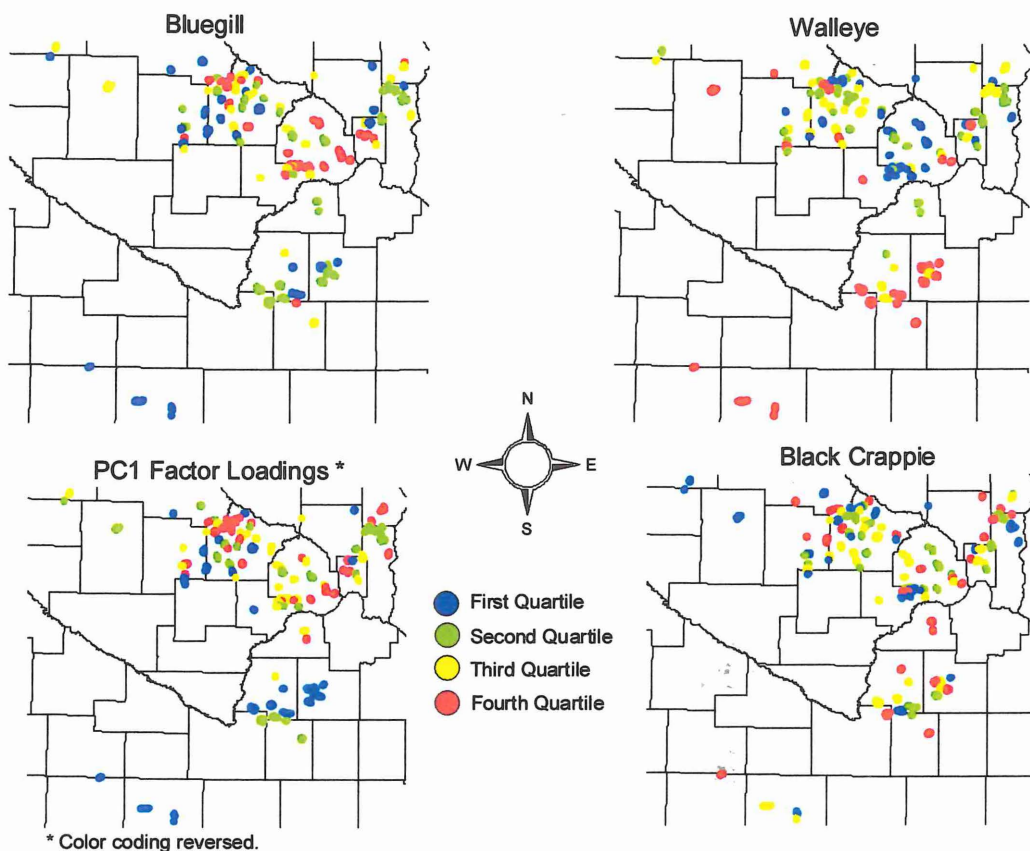 Bluegill
Walleye
PC1 Factor Loadings *
Black Crappie
N
W E
S
First Quartile
Second Quartile
Third Quartile
Fourth Quartile
* Color coding reversed.